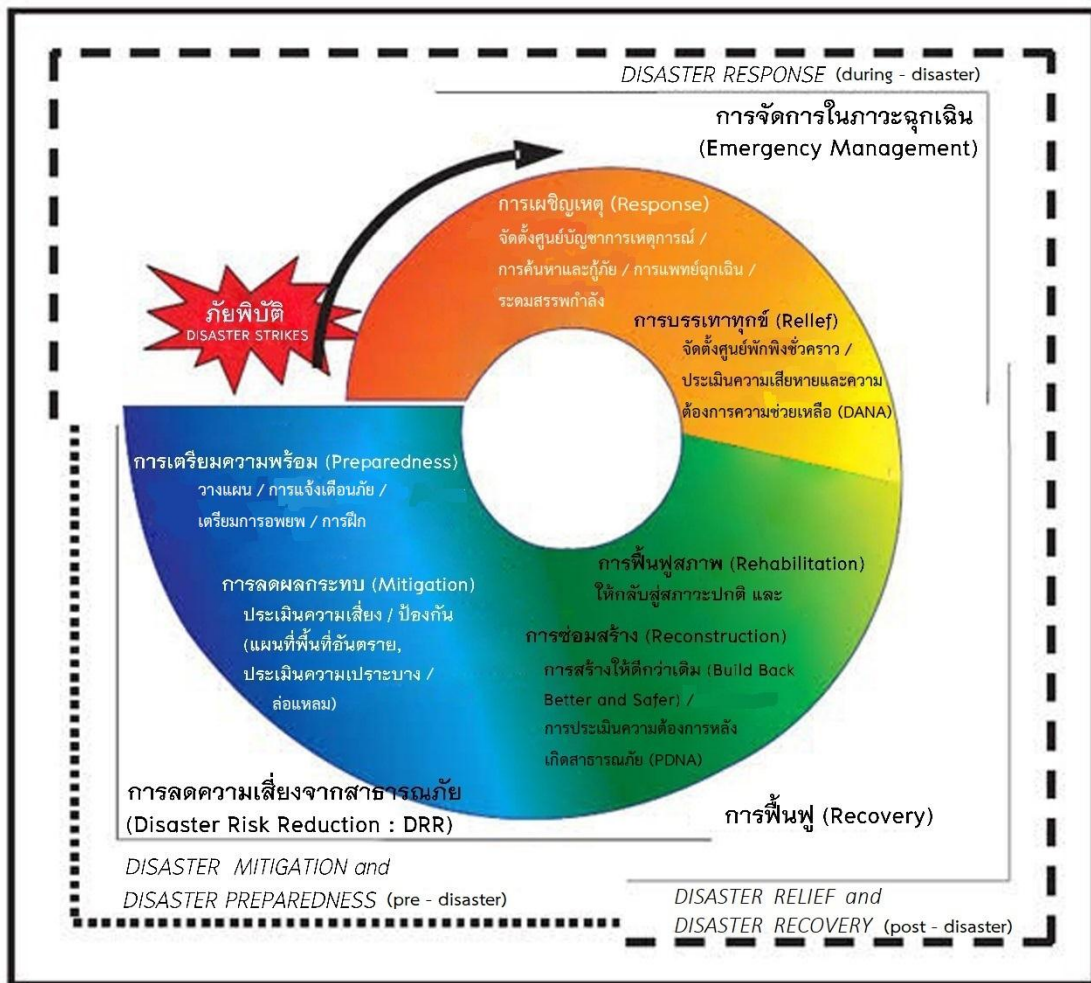 DISASTER RESPONSE (during - disaster)
การจัดการในภาวะฉุกเฉิน
(Emergency Management)
การเผชิญเหตุ (Response)
จัดตั้งศูนย์บัญชาการเหตุการณ์ /
การค้นหาและกู้ภัย / การแพทย์ฉุกเฉิน /
ระดมสรรพกำลัง
ภัยพิบัติ
DISASTER STRIKES
การบรรเทาทุกข์ (Rellef)
จัดตั้งศูนย์พักพิงชั่วคราว /
ประเมินความเสียหายและความ
ต้องการความช่วยเหลือ (DANA)
การเตรียมความพร้อม (Preparedness)
วางแผน / การแจ้งเตือนภัย /
เตรียมการอพยพ / การฝึก
การลดผลกระทบ (Mitigation)
ประเมินความเสี่ยง / ป้องกัน
(แผนที่พื้นที่อันตราย,
ประเมินความเปราะบาง /
ล่อแหลม)
การฟื้นฟูสภาพ (Rehabilitation)
ให้กลับสู่สภาวะปกติ และ
การซ่อมสร้าง (Reconstruction)
การสร้างให้ดีกว่าเดิม (Build Back
Better and Safer) /
การประเมินความต้องการหลัง
เกิดสาธารณภัย (PDNA)
การลดความเสี่ยงจากสาธารณภัย
(Disaster Risk Reduction : DRR)
การฟื้นฟู (Recovery)
DISASTER MITIGATION and
DISASTER PREPAREDNESS (pre - disaster)
DISASTER RELIEF and
DISASTER RECOVERY (post - disaster)